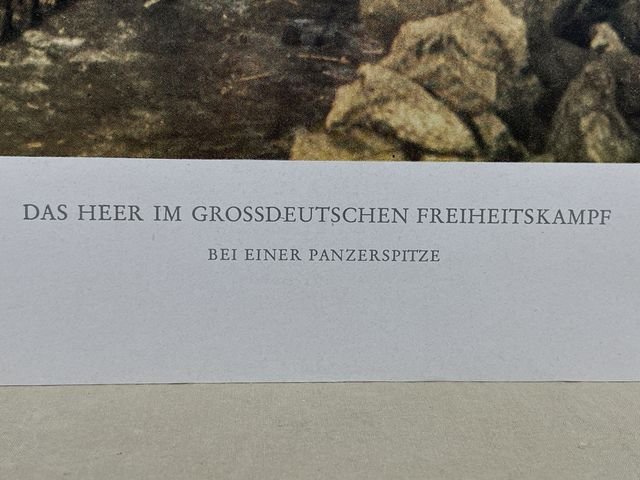 DAS HEER IM GROSSDEUTSCHEN FREIHEITSKAMPF
BEI EINER PANZERSPITZE